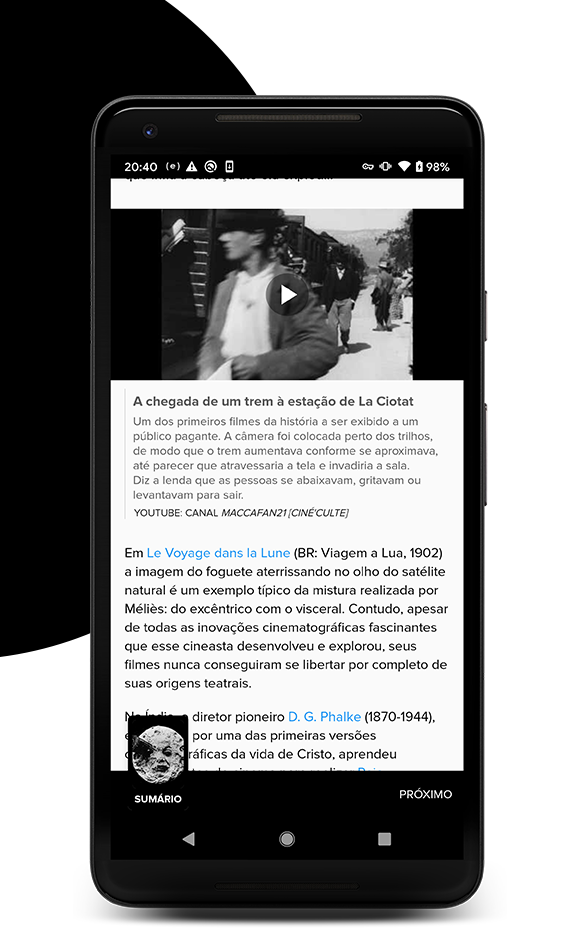 20:40 (e) 98%
A chegada de um trem à estação de La Ciotat
Um dos primeiros filmes da história a ser exibido a um
público pagante. A câmera foi colocada perto dos trilhos,
de modo que o trem aumentava conforme se aproximava,
até parecer que atravessaria a tela e invadiria a sala.
Diz a lenda que as pessoas se abaixavam, gritavam ou
levantavam para sair.
YOUTUBE: CANAL MACCAFAN21 [CINÉ'CULTE]
Em Le Voyage dans la Lune (BR: Viagem a Lua, 1902)
a imagem do foguete aterrissando no olho do satélite
natural é um exemplo típico da mistura realizada por
Méliès: do excêntrico com o visceral. Contudo, apesar
de todas as inovações cinematográficas fascinantes
que esse cineasta desenvolveu e explorou, seus
filmes nunca conseguiram se libertar por completo de
suas origens teatrais.
Na Índia, o diretor pioneiro D. G. Phalke (1870-1944),
por uma das primeiras versões
ráficas da vida de Cristo, aprendeu
SUMÁRIO
PRÓXIMO